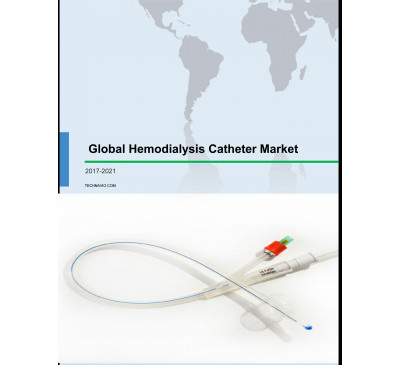 Global Hemodialysis Catheter Market
2017-2021
TECHNAVIO.COM